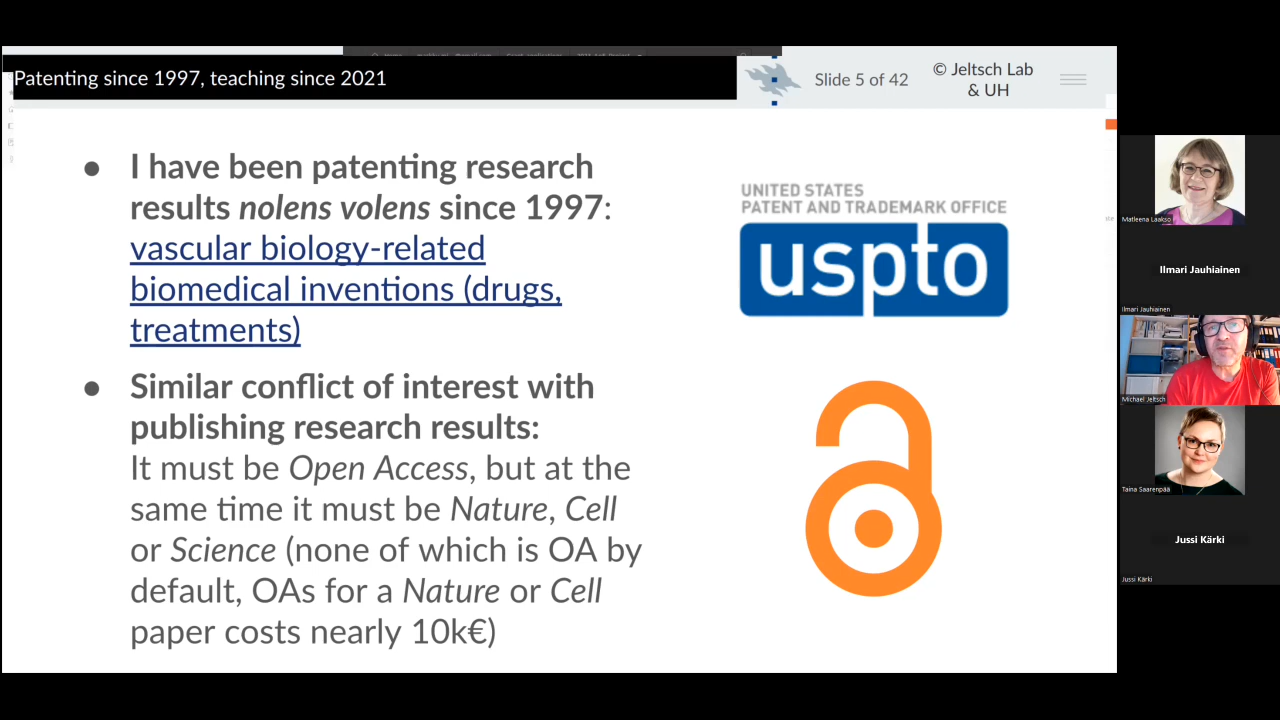 Patenting since 1997, teaching since 2021
Slide 5 of 42
© Jeltsch Lab
& UH
● I have been patenting research
results nolens volens since 1997:
vascular biology-related
biomedical inventions (drugs,
treatments)
● Similar conflict of interest with
publishing research results:
It must be Open Access, but at the
same time it must be Nature, Cell
or Science (none of which is OA by
default, OAs for a Nature or Cell
paper costs nearly 10k€)
UNITED STATES
PATENT AND TRADEMARK OFFICE
uspto
Matleena Laakso
Ilmari Jauhiainen
Ilmari Jauhiainen
Michael Jeltsch
Taina Saarenpää
Jussi Kärki
Jussi Kärki